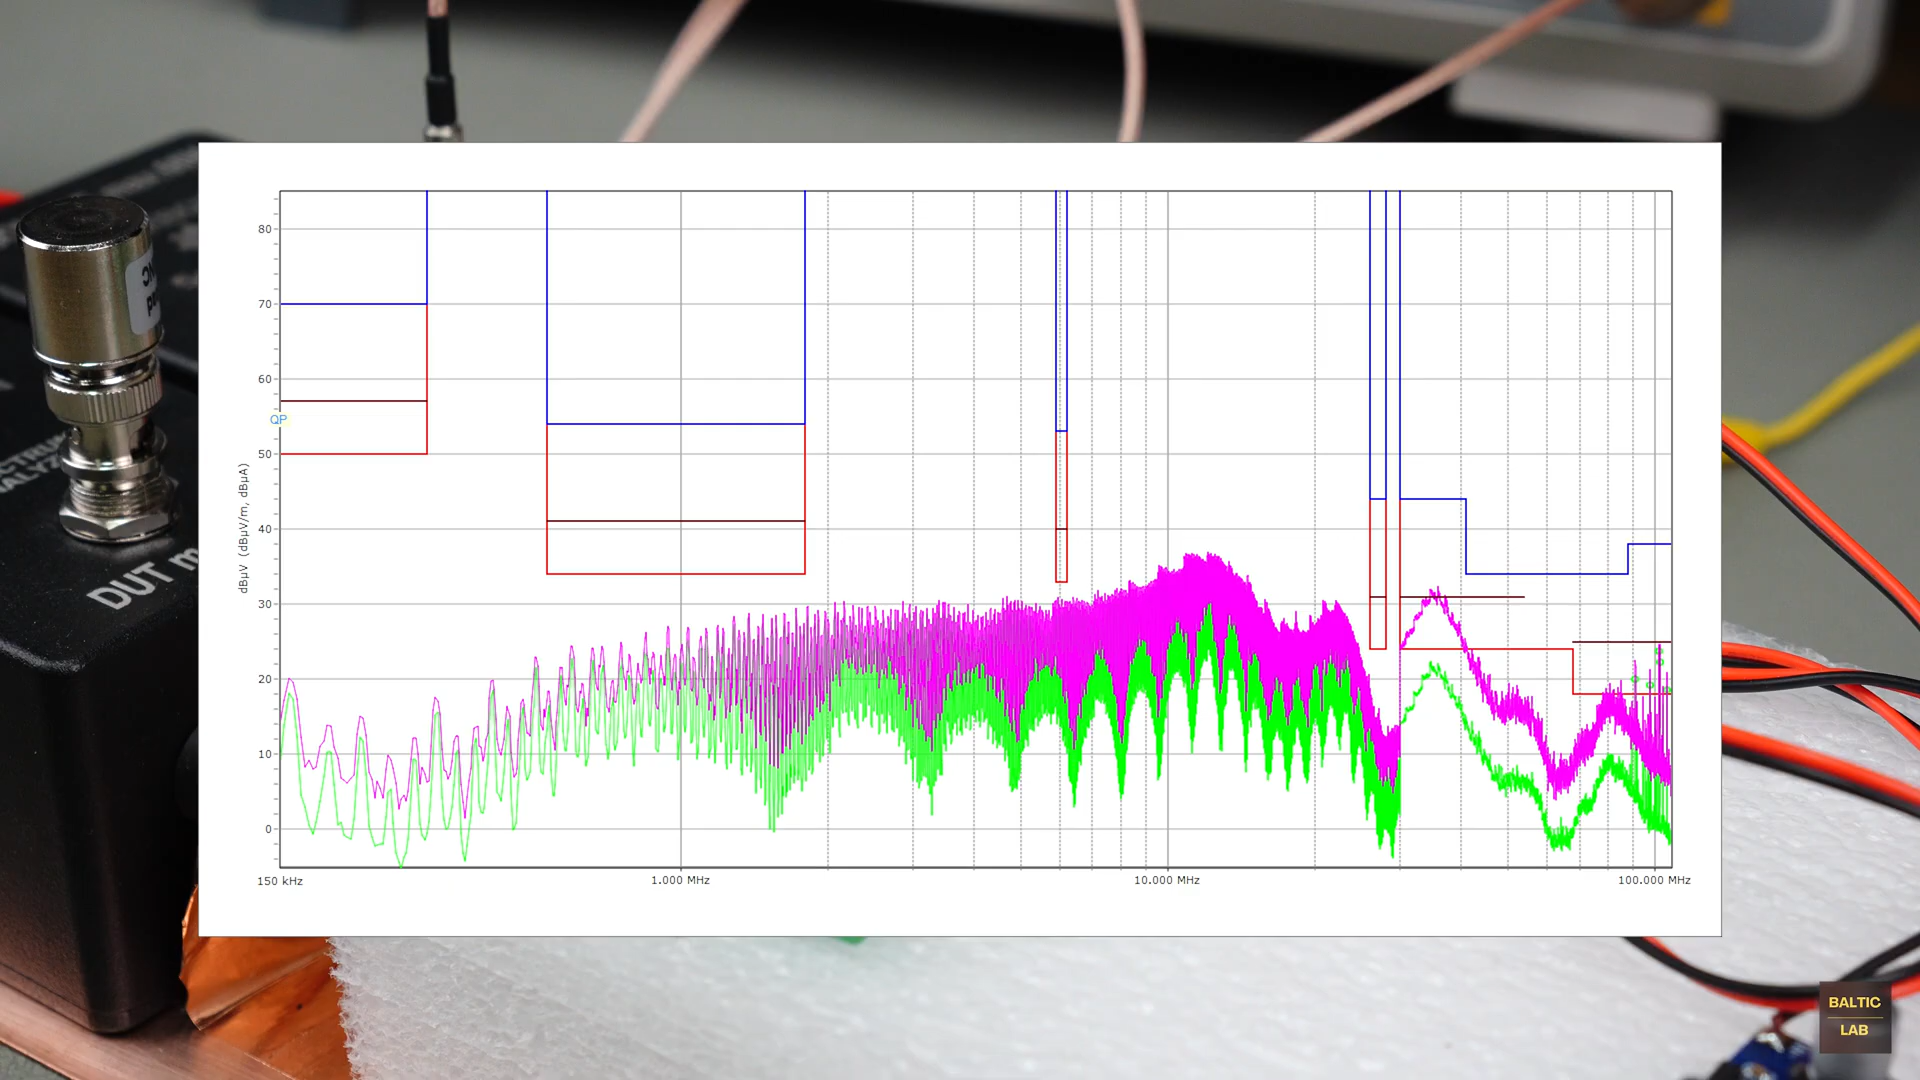 80
70
60
QP
50
40
30
20
10
0
dBµV (dBµV/m, dBµA)
150 kHz
1.000 MHz
10.000 MHz
100.000 MHz
DUT
BALTIC
LAB